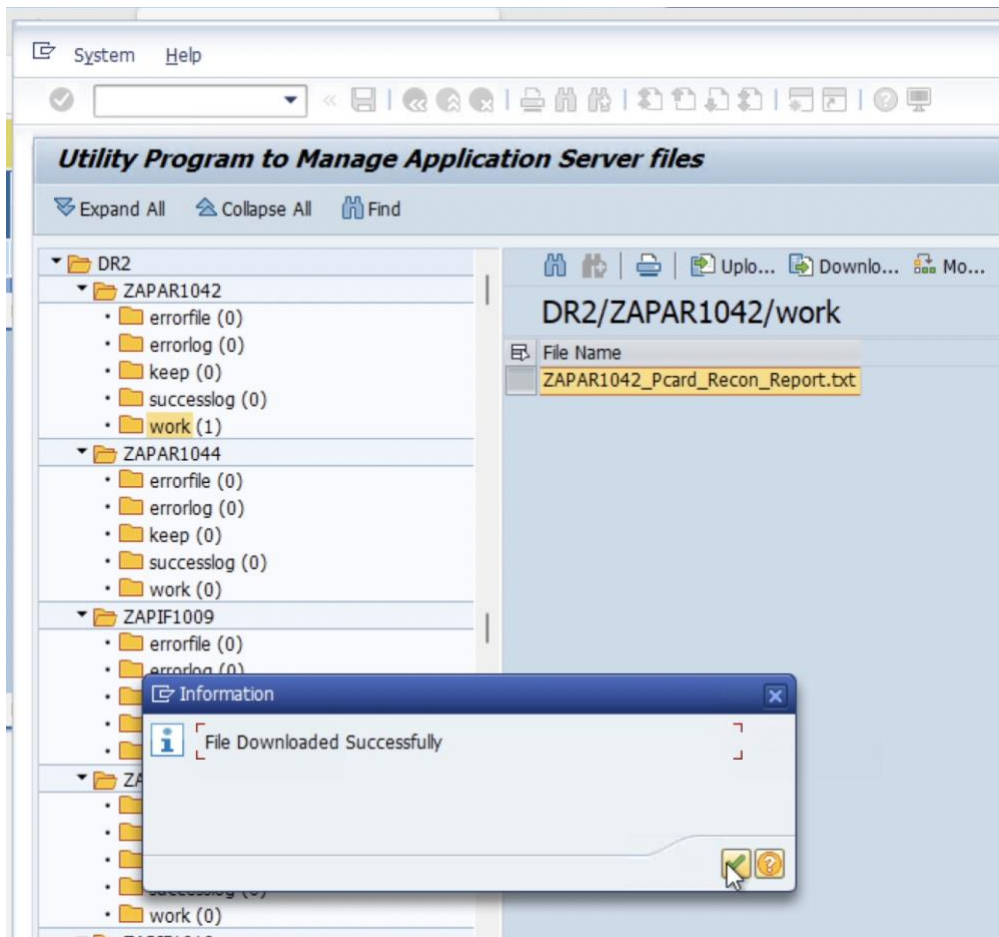 System Help
Utility Program to Manage Application Server files
Expand All Collapse All Find
DR2
ZAPAR1042
errorfile (0)
errorlog (0)
keep (0)
successlog (0)
work (1)
ZAPAR1044
errorfile (0)
errorlog (0)
keep (0)
successlog (0)
work (0)
ZAPIF1009
errorfile (0)
errorlog (0)
work (0)
Uplo... Downlo... Mo...
DR2/ZAPAR1042/work
File Name
ZAPAR1042_Pcard_Recon_Report.txt
Information
File Downloaded Successfully